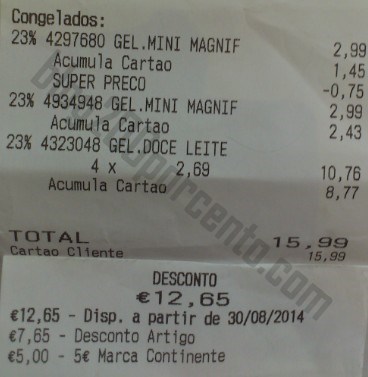 Congelados:
23% 4297680 GEL.MINI MAGNIF 2,99
Acumula Cartao 1,45
SUPER PRECO -0,75
23% 4934948 GEL.MINI MAGNIF 2,99
Acumula Cartao 2,43
23% 4323048 GEL.DOCE LEITE
4 x 2,69 10,76
Acumula Cartao 8,77
TOTAL 15,99
Cartao Cliente 15,99
DESCONTO
€12,65
€12,65 - Disp. a partir de 30/08/2014
€7,65 - Desconto Artigo
€5,00 - 5€ Marca Continente